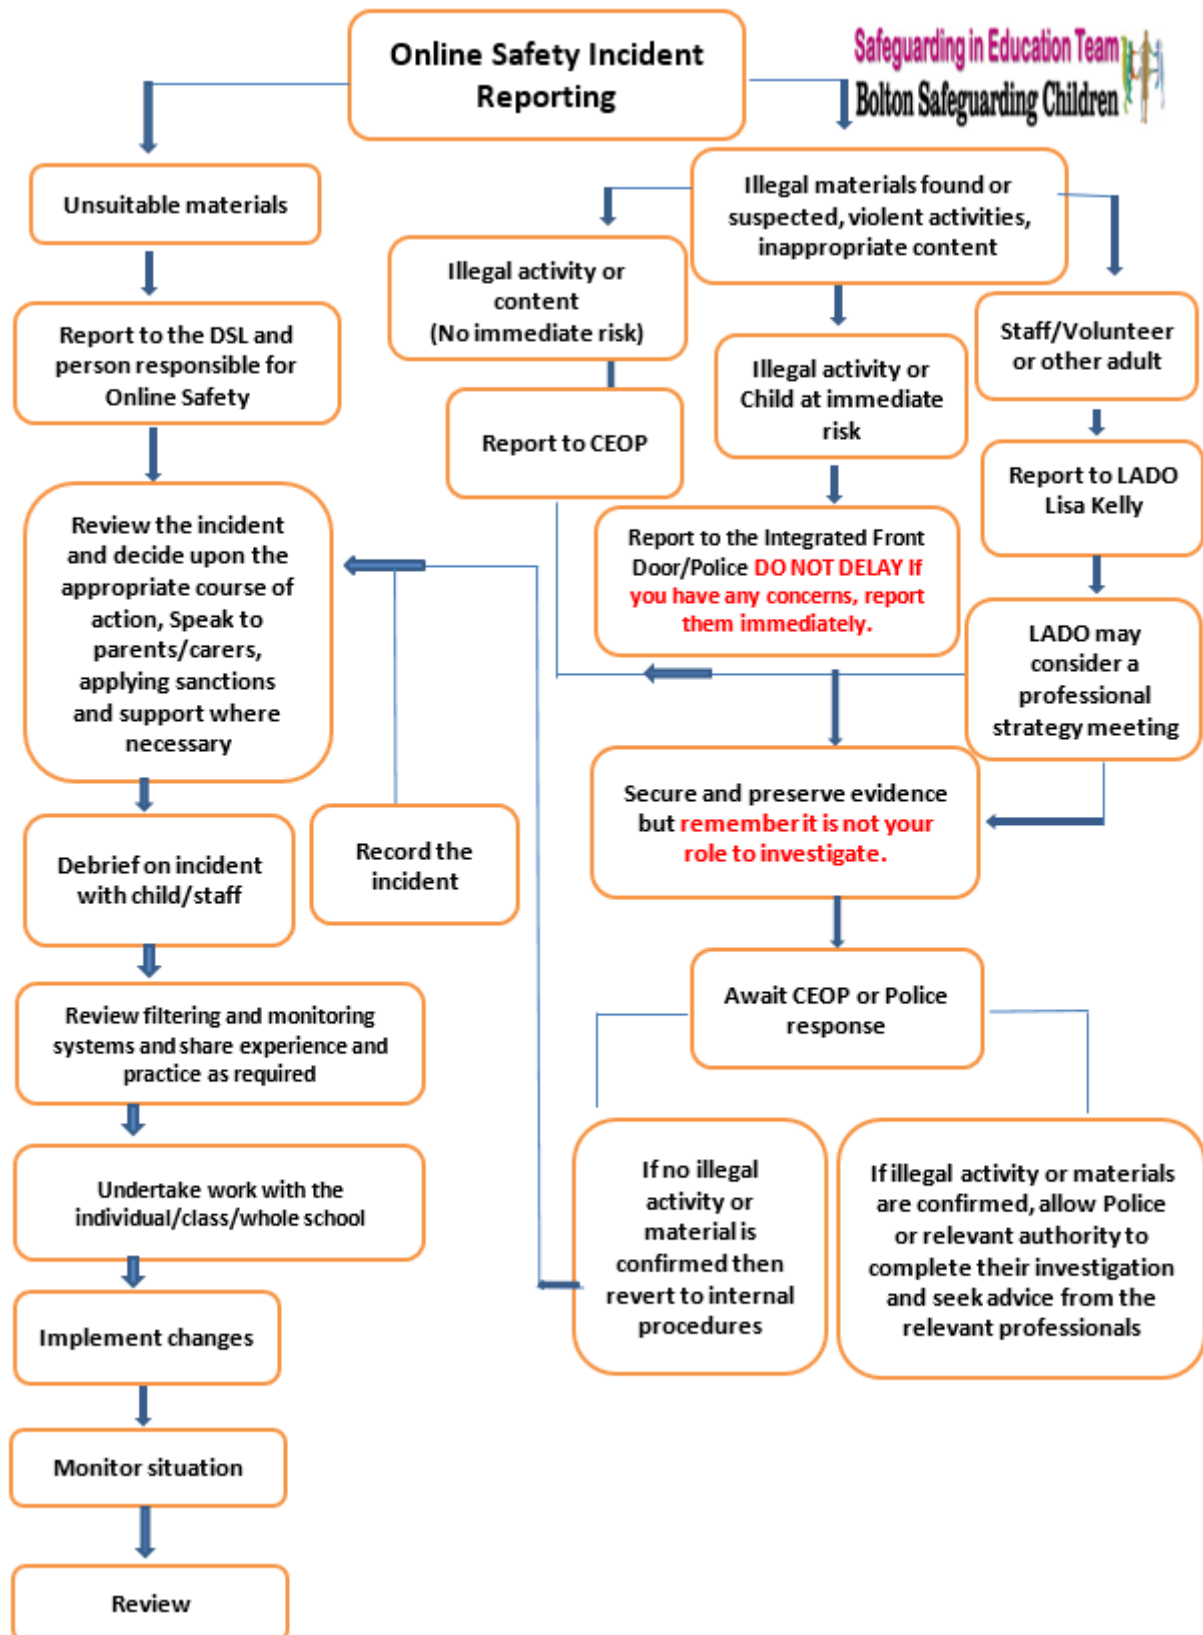 Online Safety Incident
Reporting
Safeguarding in Education Team
Bolton Safeguarding Children
Unsuitable materials
Report to the DSL and
person responsible for
Online Safety
Review the incident
and decide upon the
appropriate course of
action, Speak to
parents/carers,
applying sanctions
and support where
necessary
Debrief on incident
with child/staff
Record the
incident
Review filtering and monitoring
systems and share experience and
practice as required
Undertake work with the
individual/class/whole school
Implement changes
Monitor situation
Review
Illegal materials found or
suspected, violent activities,
inappropriate content
Illegal activity or
content
(No immediate risk)
Report to CEOP
Illegal activity or
Child at immediate
risk
Report to the Integrated Front
Door/Police DO NOT DELAY If
you have any concerns, report
them immediately.
Staff/Volunteer
or other adult
Report to LADO
Lisa Kelly
LADO may
consider a
professional
strategy meeting
Secure and preserve evidence
but remember it is not your
role to investigate.
Await CEOP or Police
response
If no illegal
activity or
material is
confirmed then
revert to internal
procedures
If illegal activity or materials
are confirmed, allow Police
or relevant authority to
complete their investigation
and seek advice from the
relevant professionals